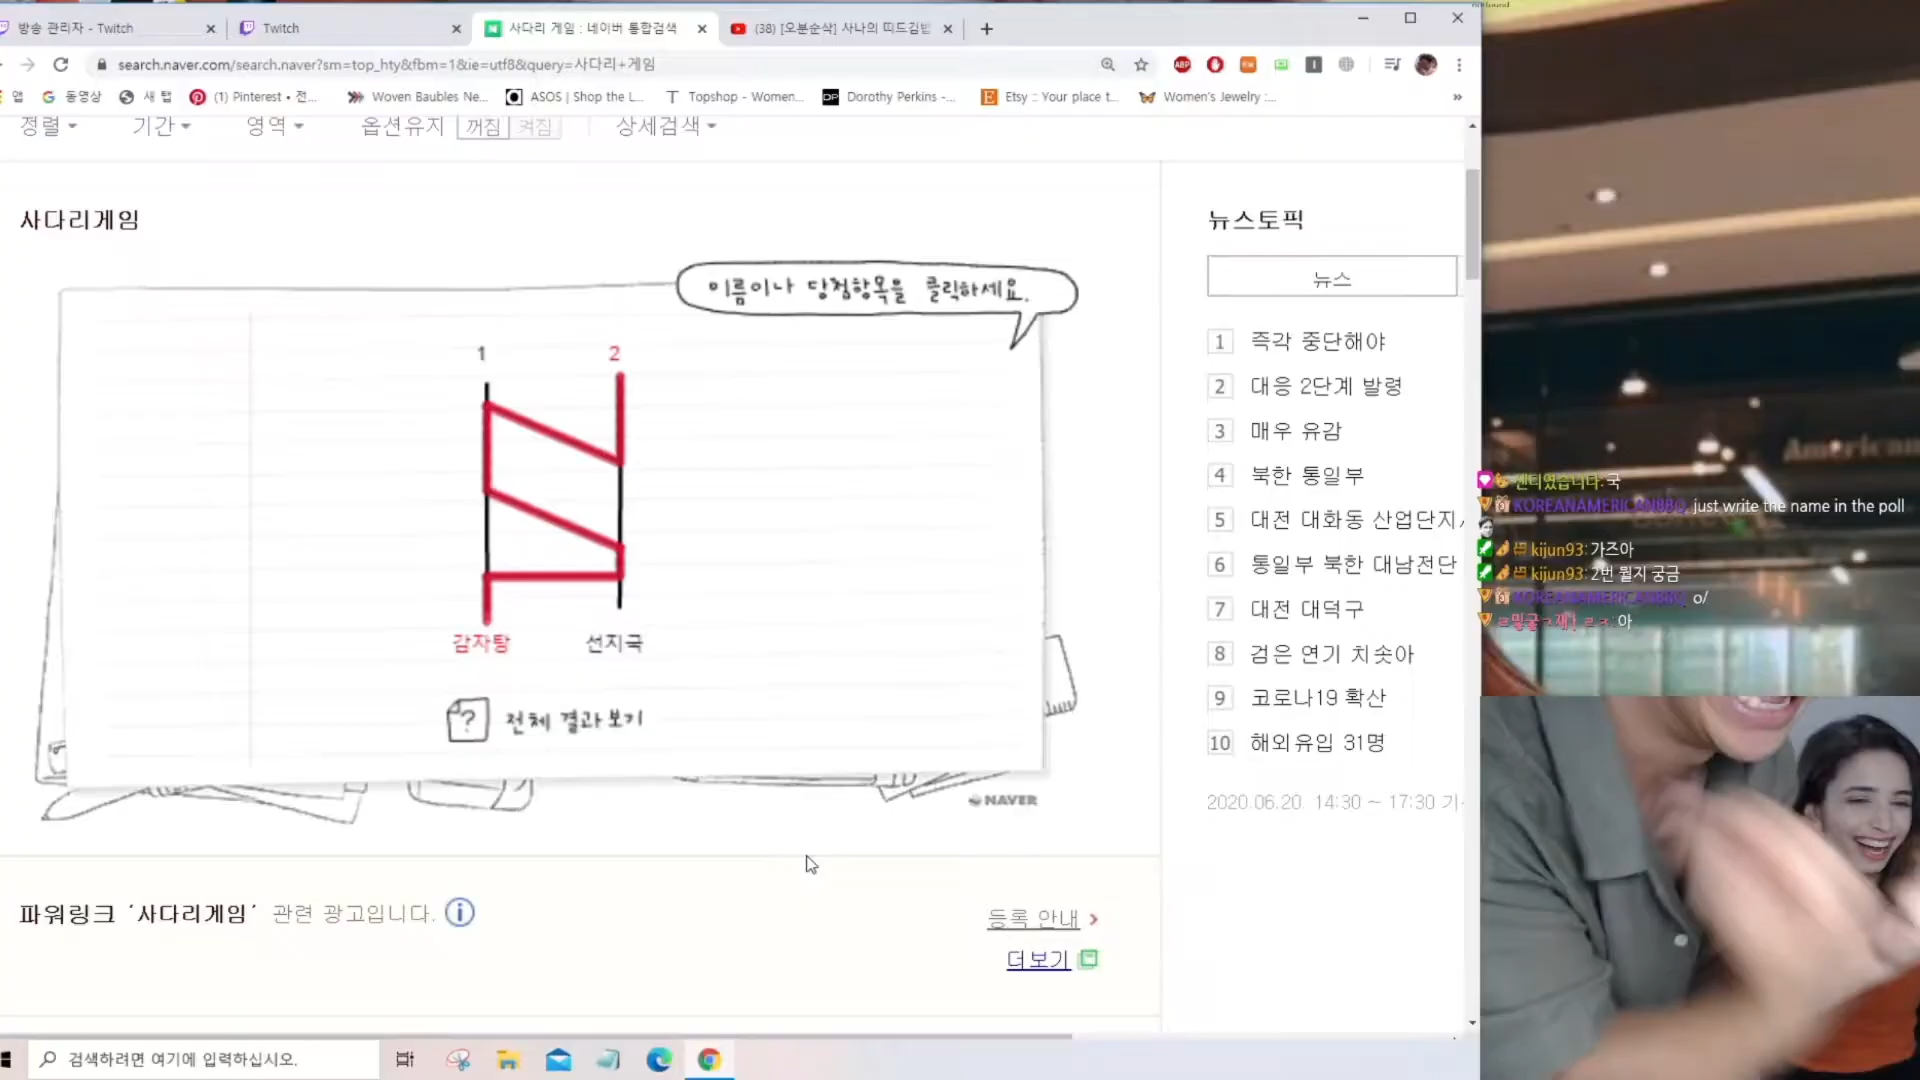 방송 관리자 - Twitch
Twitch
사다리 게임 : 네이버 통합검색
(38) [오분순삭] 사나의 띠드김밥
search.naver.com/search.naver?sm=top_hty&fbm=1&ie=utf8&query=사다리+게임
앱
동영상
새 탭
(1) Pinterest • 전...
Woven Baubles Ne...
ASOS | Shop the L...
Topshop - Women...
Dorothy Perkins -...
Etsy :: Your place t...
Women's Jewelry :...
»
정렬
기간
영역
옵션유지
꺼짐
켜짐
상세검색
사다리게임
이름이나 당첨항목을 클릭하세요.
1
2
감자탕
선지국
전체 결과보기
NAVER
뉴스토픽
뉴스
1 즉각 중단해야
2 대응 2단계 발령
3 매우 유감
4 북한 통일부
5 대전 대화동 산업단지
6 통일부 북한 대남전단
7 대전 대덕구
8 검은 연기 치솟아
9 코로나19 확산
10 해외유입 31명
2020.06.20. 14:30 ~ 17:30
파워링크 '사다리게임' 관련 광고입니다.
등록 안내
더보기
검색하려면 여기에 입력하십시오.
American
국
KOREANAMERICANBBQ: just write the name in the poll
kijun93: 가즈아
kijun93: 2번 뭘지 궁금
KOREANAMERICANBBQ: o/
아